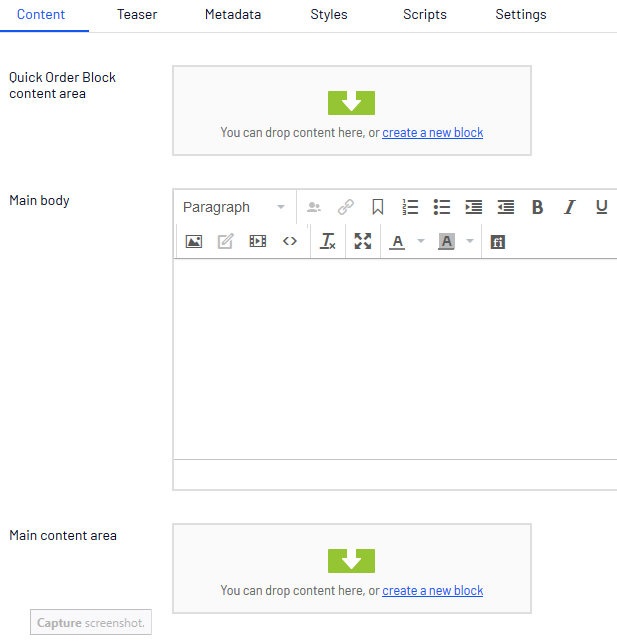 Content Teaser Metadata Styles Scripts Settings
Quick Order Block
content area
You can drop content here, or create a new block
Main body
Paragraph
B I U
A A
Main content area
You can drop content here, or create a new block
Capture screenshot.